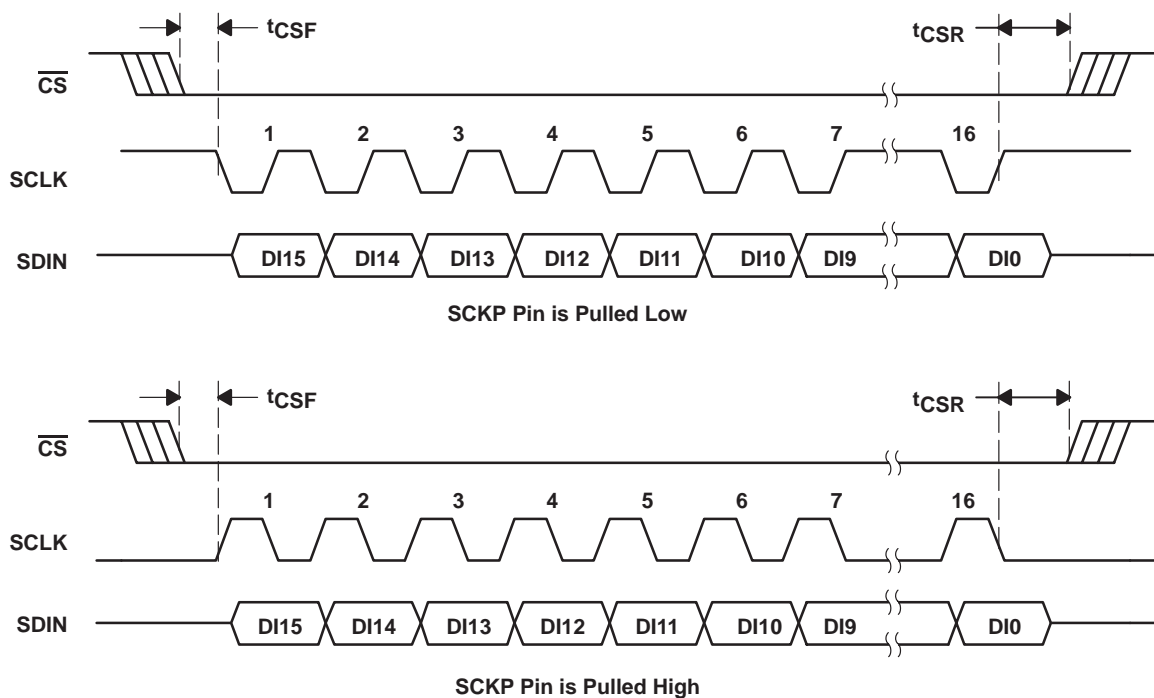 tCSF tCSR
CS
1 2 3 4 5 6 7 16
SCLK
SDIN DI15 DI14 DI13 DI12 DI11 DI10 DI9 DI0
SCKP Pin is Pulled Low
tCSF tCSR
CS
1 2 3 4 5 6 7 16
SCLK
SDIN DI15 DI14 DI13 DI12 DI11 DI10 DI9 DI0
SCKP Pin is Pulled High